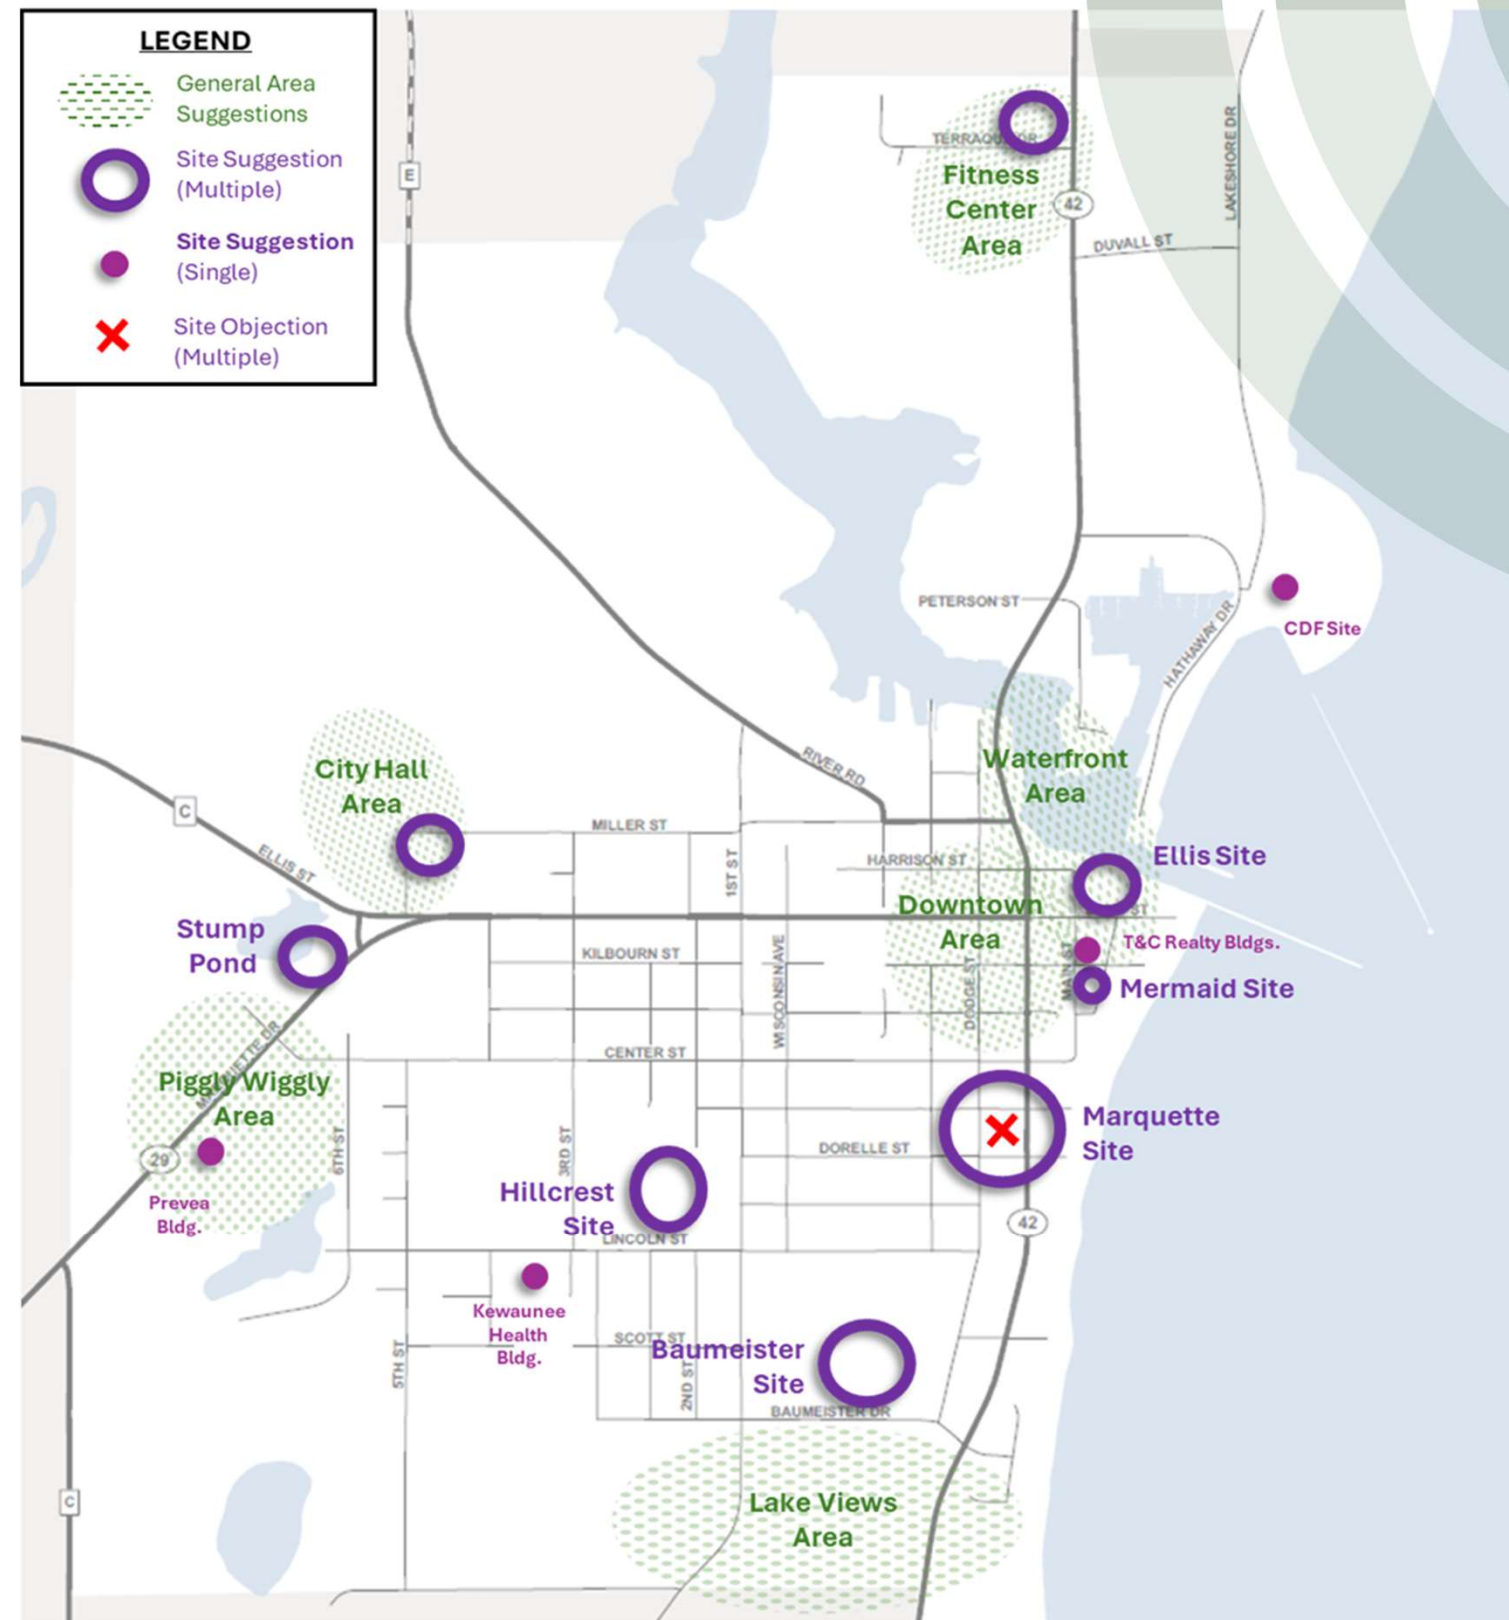 LEGEND
General Area
Suggestions
Site Suggestion
(Multiple)
Site Suggestion
(Single)
Site Objection
(Multiple)
E
LAKESHORE DR
Fitness
Center
Area
42
DUVALL ST
PETERSON ST
CDF Site
HATHAWAY DR
RIVER RD
Waterfront
Area
City Hall
Area
C
ELLIS ST
MILLER ST
1ST ST
HARRISON ST
Ellis Site
Downtown
Area
ST
T&C Realty Bldgs.
Mermaid Site
MAIN ST
DODGE ST
WISCONSIN AVE
KILBOURN ST
Stump
Pond
CENTER ST
Piggly Wiggly
Area
29
Prevea
Bldg.
6TH ST
3RD ST
DORELLE ST
Marquette
Site
42
Hillcrest
Site
LINCOLN ST
Kewaunee
Health
Bldg.
5TH ST
SCOTT ST
2ND ST
Baumeister
Site
BAUMEISTER DR
C
Lake Views
Area